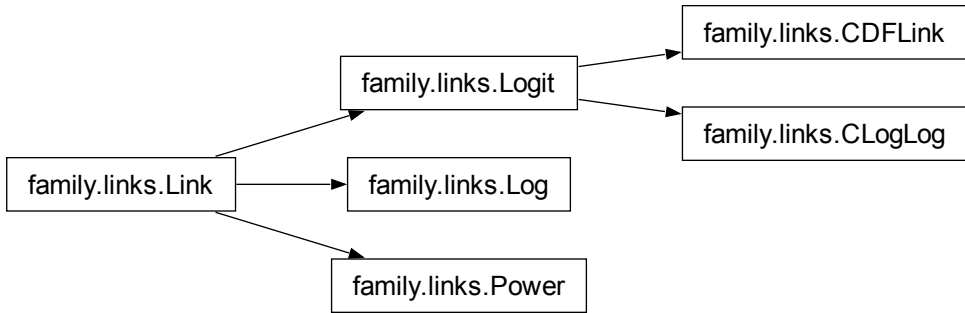 family.links.CDFLink
family.links.Logit
family.links.CLogLog
family.links.Link
family.links.Log
family.links.Power